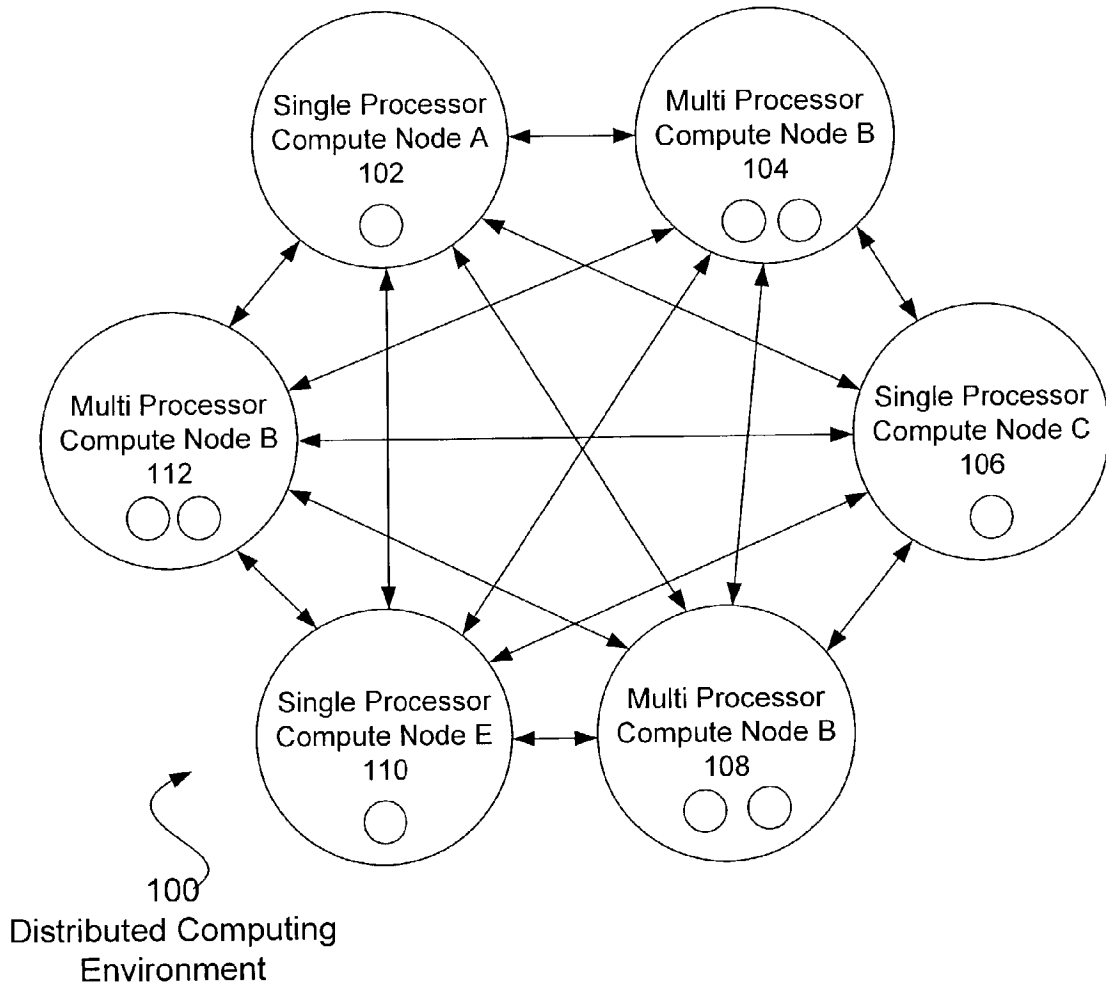 Single Processor
Compute Node A
102
Multi Processor
Compute Node B
104
Multi Processor
Compute Node B
112
Single Processor
Compute Node C
106
Single Processor
Compute Node E
110
Multi Processor
Compute Node B
108
100
Distributed Computing
Environment